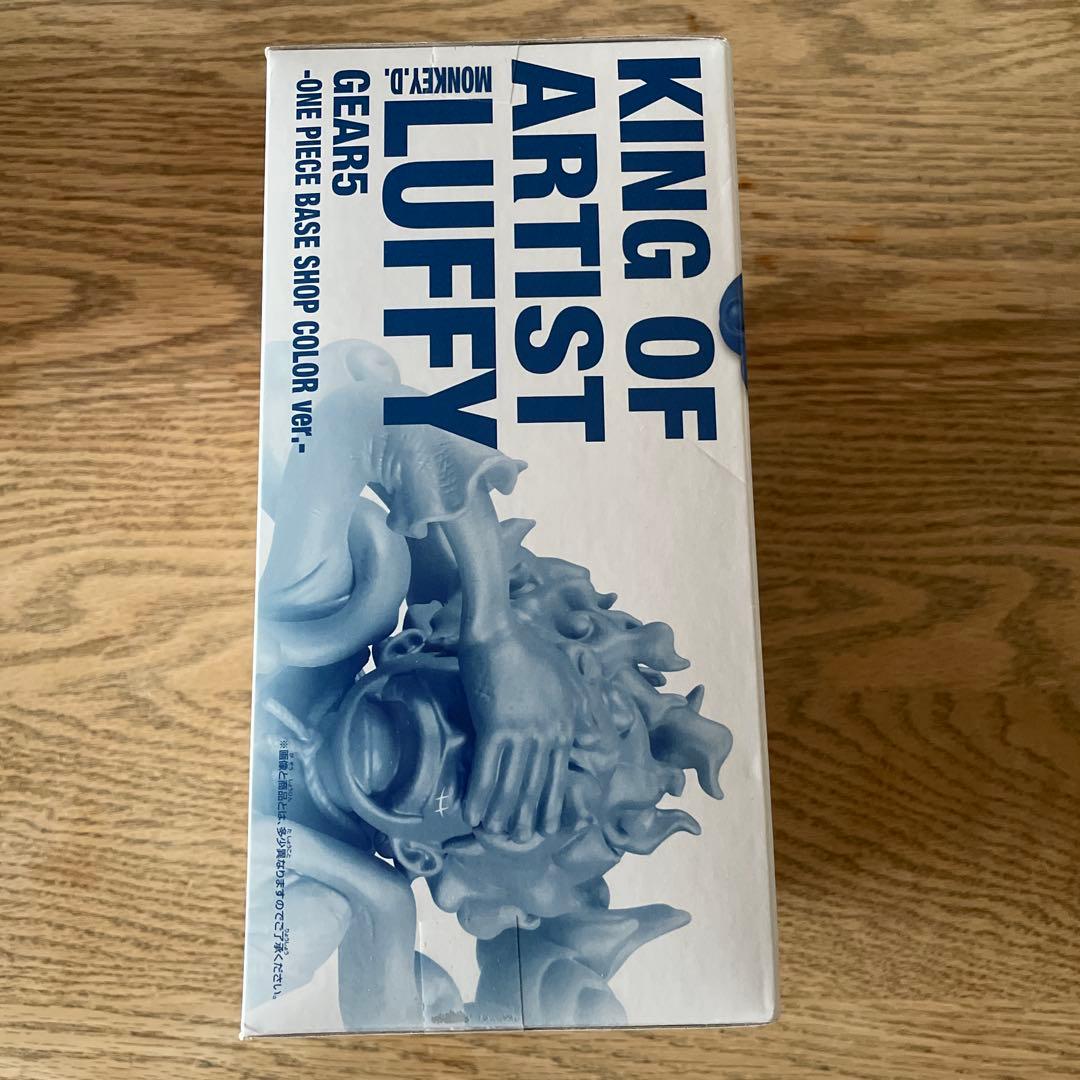 KING OF
ARTIST
MONKEY.D.
LUFFY
GEAR5
-ONE PIECE BASE SHOP COLOR ver.-
※画像と商品とは、多少異なりますのでご了承ください。